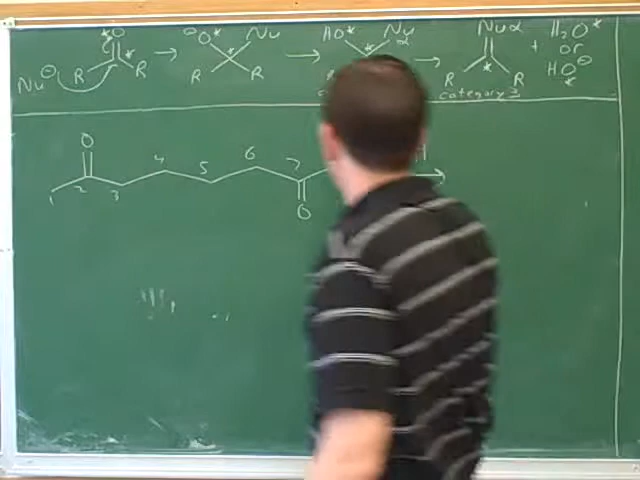 *O ⊖O* Nu HO* Nu Nuα H₂O*
* → * → * α → * + or
Nu⊖ R R R R R R R HO⊖ *
category 3
O
1 2 3 4 5 6 7 H →
O